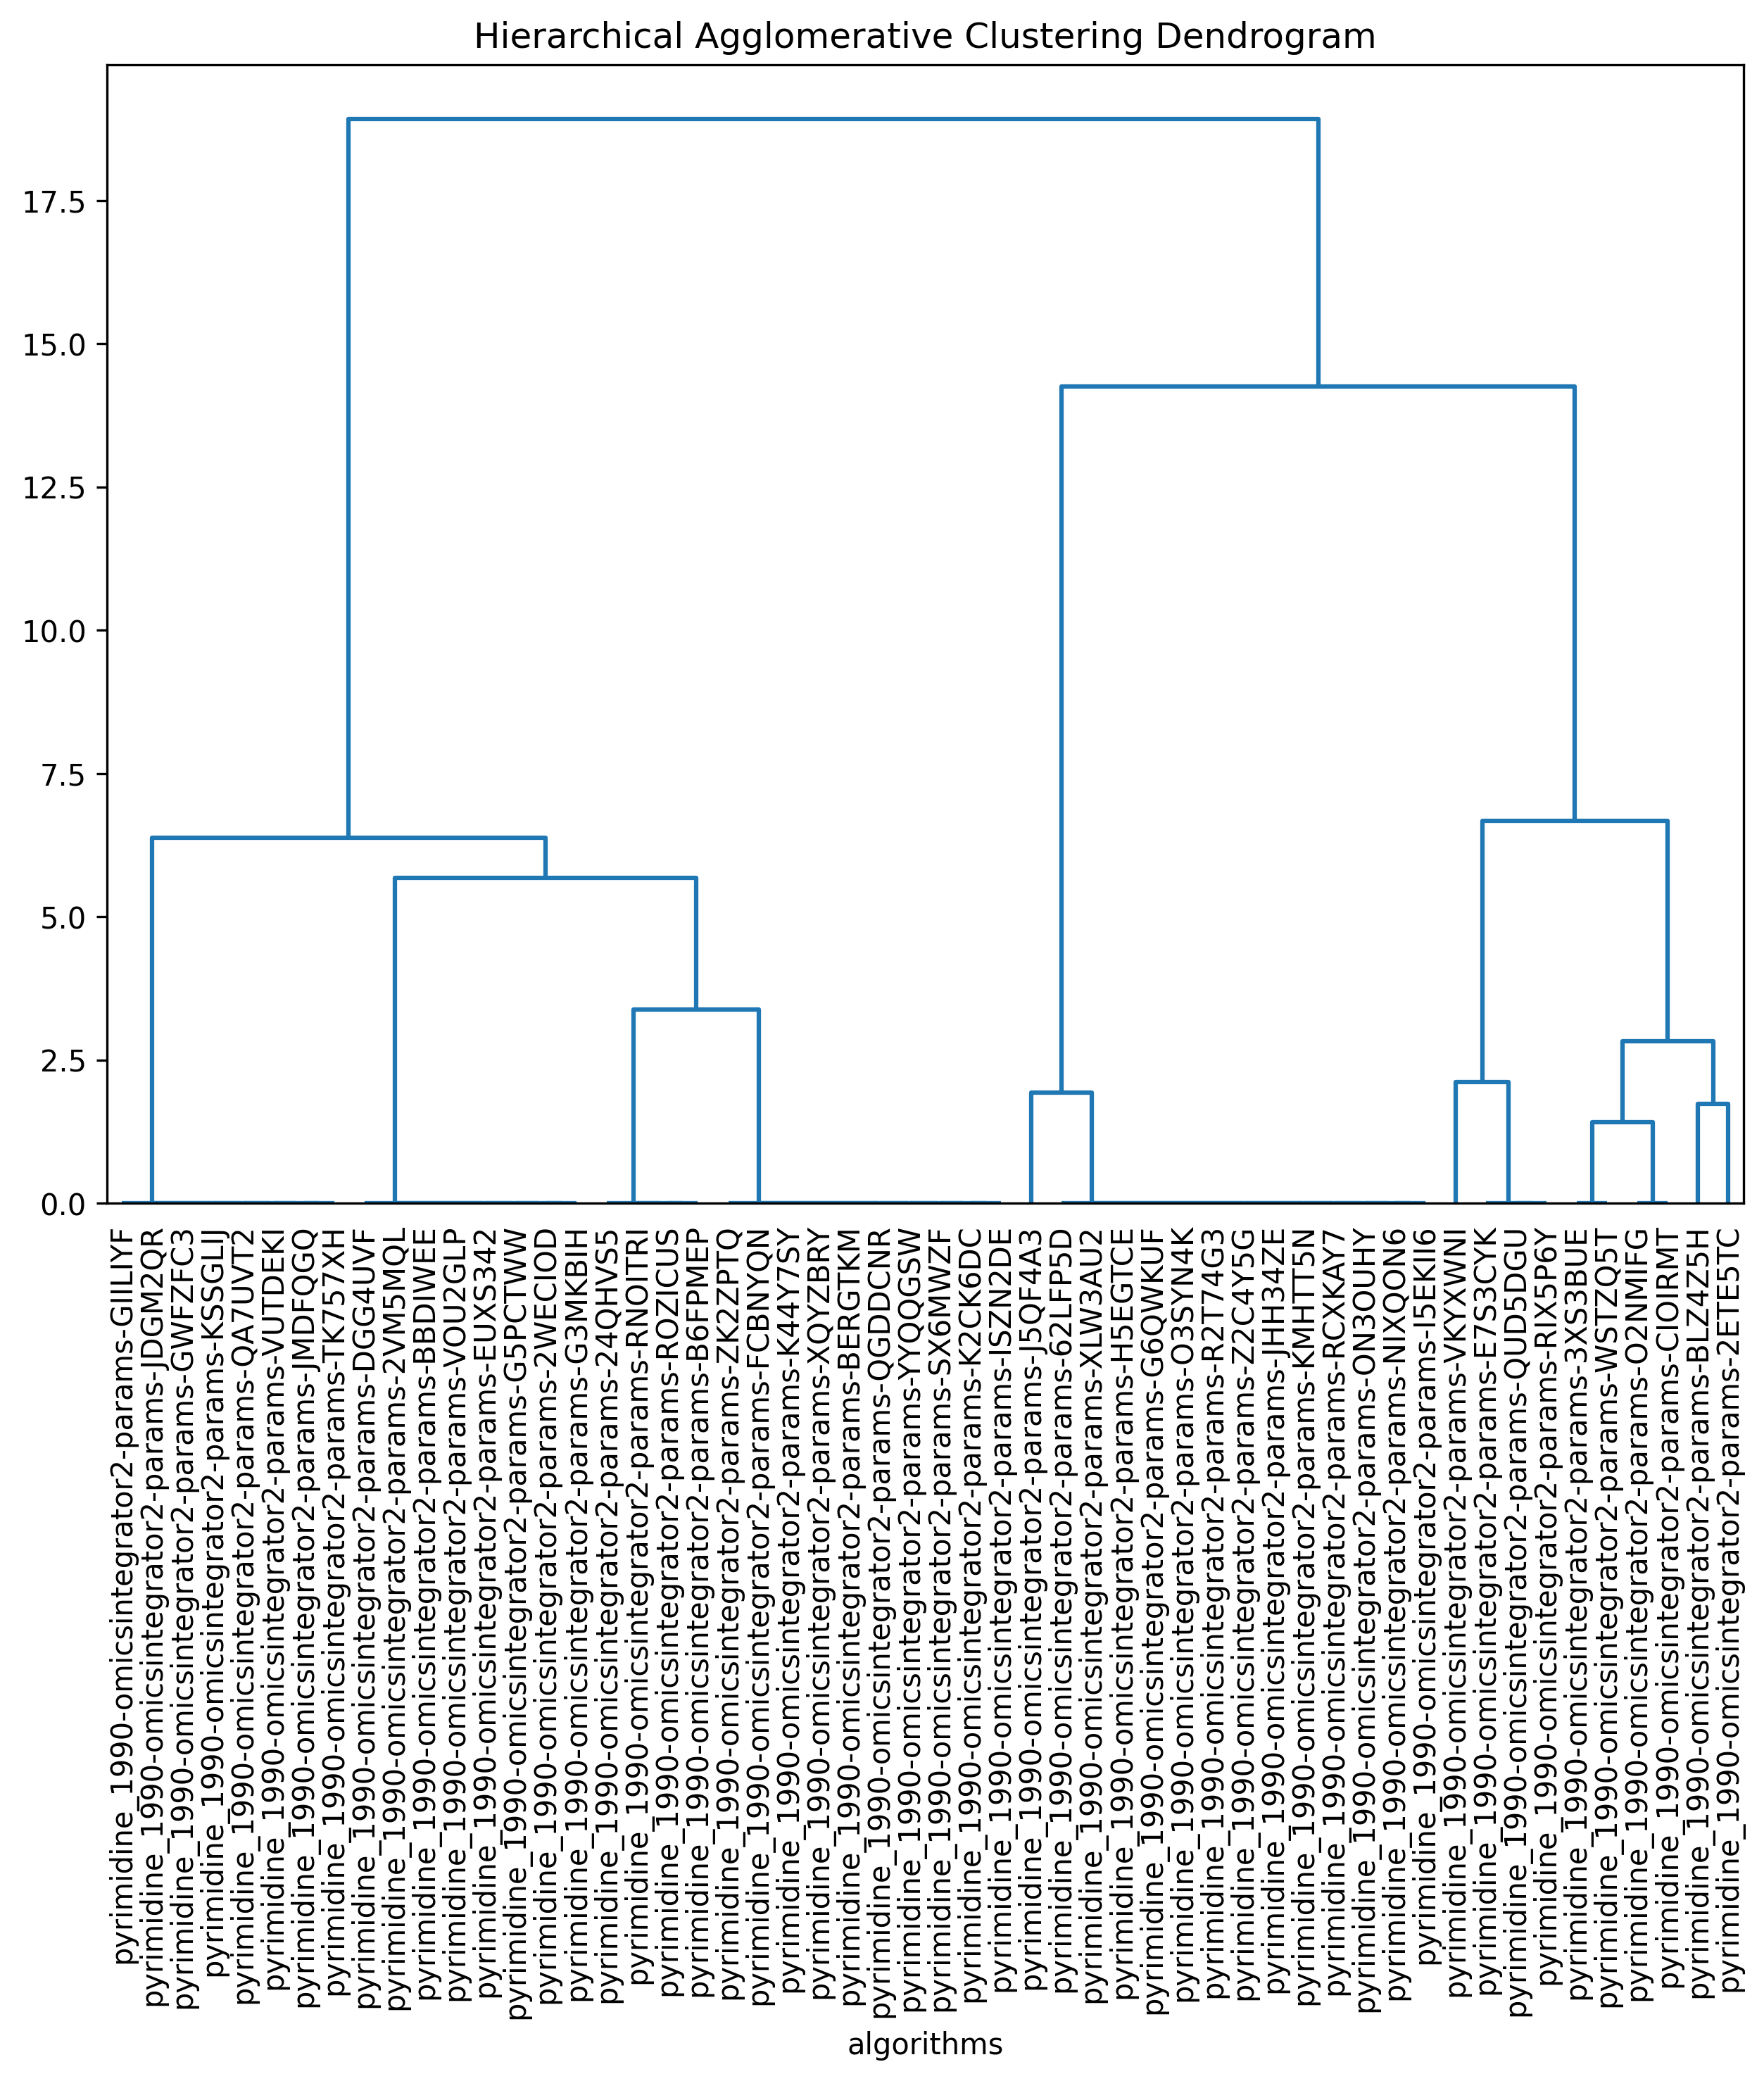 Hierarchical Agglomerative Clustering Dendrogram
17.5
15.0
12.5
10.0
7.5
5.0
2.5
0.0
pyrimidine_1990-omicsintegrator2-params-GIILIYF
pyrimidine_1990-omicsintegrator2-params-JDGM2QR
pyrimidine_1990-omicsintegrator2-params-GWFZFC3
pyrimidine_1990-omicsintegrator2-params-KSSGLIJ
pyrimidine_1990-omicsintegrator2-params-QA7UVT2
pyrimidine_1990-omicsintegrator2-params-VUTDEKI
pyrimidine_1990-omicsintegrator2-params-JMDFQGQ
pyrimidine_1990-omicsintegrator2-params-TK757XH
pyrimidine_1990-omicsintegrator2-params-DGG4UVF
pyrimidine_1990-omicsintegrator2-params-2VM5MQL
pyrimidine_1990-omicsintegrator2-params-BBDIWEE
pyrimidine_1990-omicsintegrator2-params-VOU2GLP
pyrimidine_1990-omicsintegrator2-params-EUXS342
pyrimidine_1990-omicsintegrator2-params-G5PCTWW
pyrimidine_1990-omicsintegrator2-params-2WECIOD
pyrimidine_1990-omicsintegrator2-params-G3MKBIH
pyrimidine_1990-omicsintegrator2-params-24QHVS5
pyrimidine_1990-omicsintegrator2-params-RNOITRI
pyrimidine_1990-omicsintegrator2-params-ROZICUS
pyrimidine_1990-omicsintegrator2-params-B6FPMEP
pyrimidine_1990-omicsintegrator2-params-ZK2ZPTQ
pyrimidine_1990-omicsintegrator2-params-FCBNYQN
pyrimidine_1990-omicsintegrator2-params-K44Y7SY
pyrimidine_1990-omicsintegrator2-params-XQYZBRY
pyrimidine_1990-omicsintegrator2-params-BERGTKM
pyrimidine_1990-omicsintegrator2-params-QGDDCNR
pyrimidine_1990-omicsintegrator2-params-YYQQGSW
pyrimidine_1990-omicsintegrator2-params-SX6MWZF
pyrimidine_1990-omicsintegrator2-params-K2CK6DC
pyrimidine_1990-omicsintegrator2-params-ISZN2DE
pyrimidine_1990-omicsintegrator2-params-J5QF4A3
pyrimidine_1990-omicsintegrator2-params-62LFP5D
pyrimidine_1990-omicsintegrator2-params-XLW3AU2
pyrimidine_1990-omicsintegrator2-params-H5EGTCE
pyrimidine_1990-omicsintegrator2-params-G6QWKUF
pyrimidine_1990-omicsintegrator2-params-O3SYN4K
pyrimidine_1990-omicsintegrator2-params-R2T74G3
pyrimidine_1990-omicsintegrator2-params-Z2C4Y5G
pyrimidine_1990-omicsintegrator2-params-JHH34ZE
pyrimidine_1990-omicsintegrator2-params-KMHTT5N
pyrimidine_1990-omicsintegrator2-params-RCXKAY7
pyrimidine_1990-omicsintegrator2-params-ON3OUHY
pyrimidine_1990-omicsintegrator2-params-NIXQON6
pyrimidine_1990-omicsintegrator2-params-I5EKII6
pyrimidine_1990-omicsintegrator2-params-VKYXWNI
pyrimidine_1990-omicsintegrator2-params-E7S3CYK
pyrimidine_1990-omicsintegrator2-params-QUD5DGU
pyrimidine_1990-omicsintegrator2-params-RIX5P6Y
pyrimidine_1990-omicsintegrator2-params-3XS3BUE
pyrimidine_1990-omicsintegrator2-params-WSTZQ5T
pyrimidine_1990-omicsintegrator2-params-O2NMIFG
pyrimidine_1990-omicsintegrator2-params-CIOIRMT
pyrimidine_1990-omicsintegrator2-params-BLZ4Z5H
pyrimidine_1990-omicsintegrator2-params-2ETE5TC
algorithms